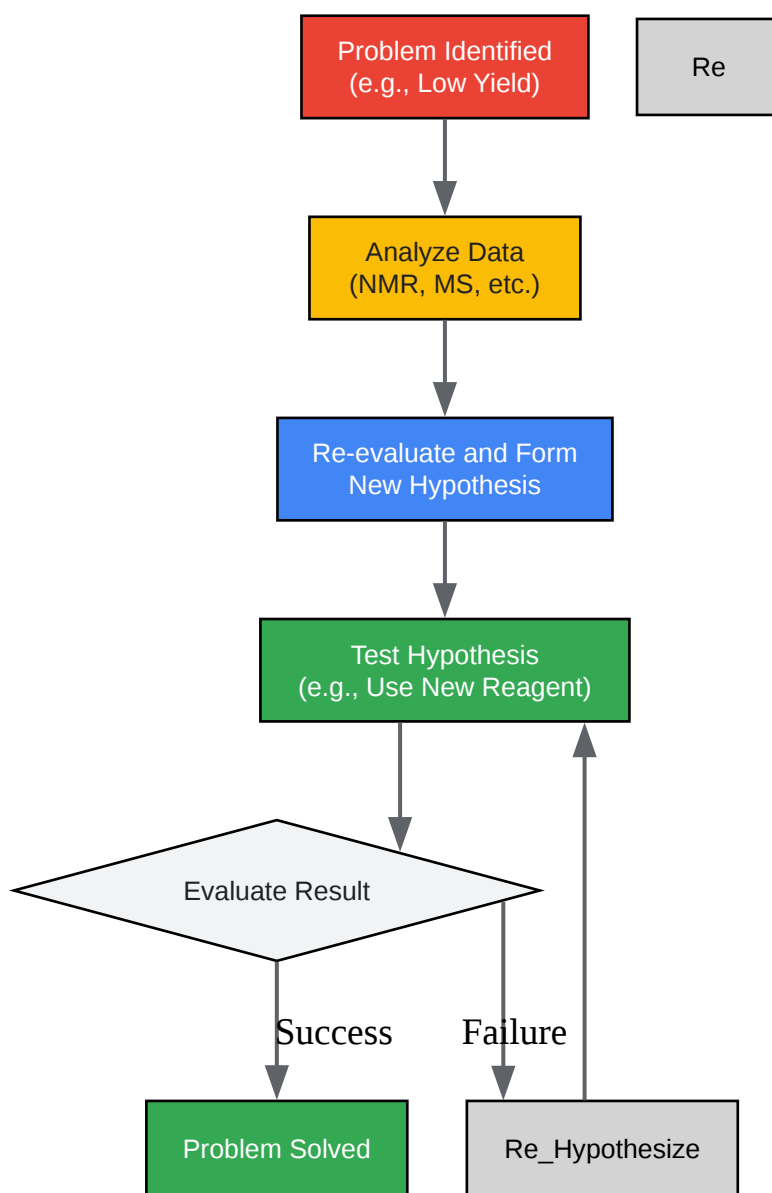 Problem Identified
(e.g., Low Yield)
Re
Analyze Data
(NMR, MS, etc.)
Re-evaluate and Form
New Hypothesis
Test Hypothesis
(e.g., Use New Reagent)
Evaluate Result
Success
Failure
Problem Solved
Re_Hypothesize